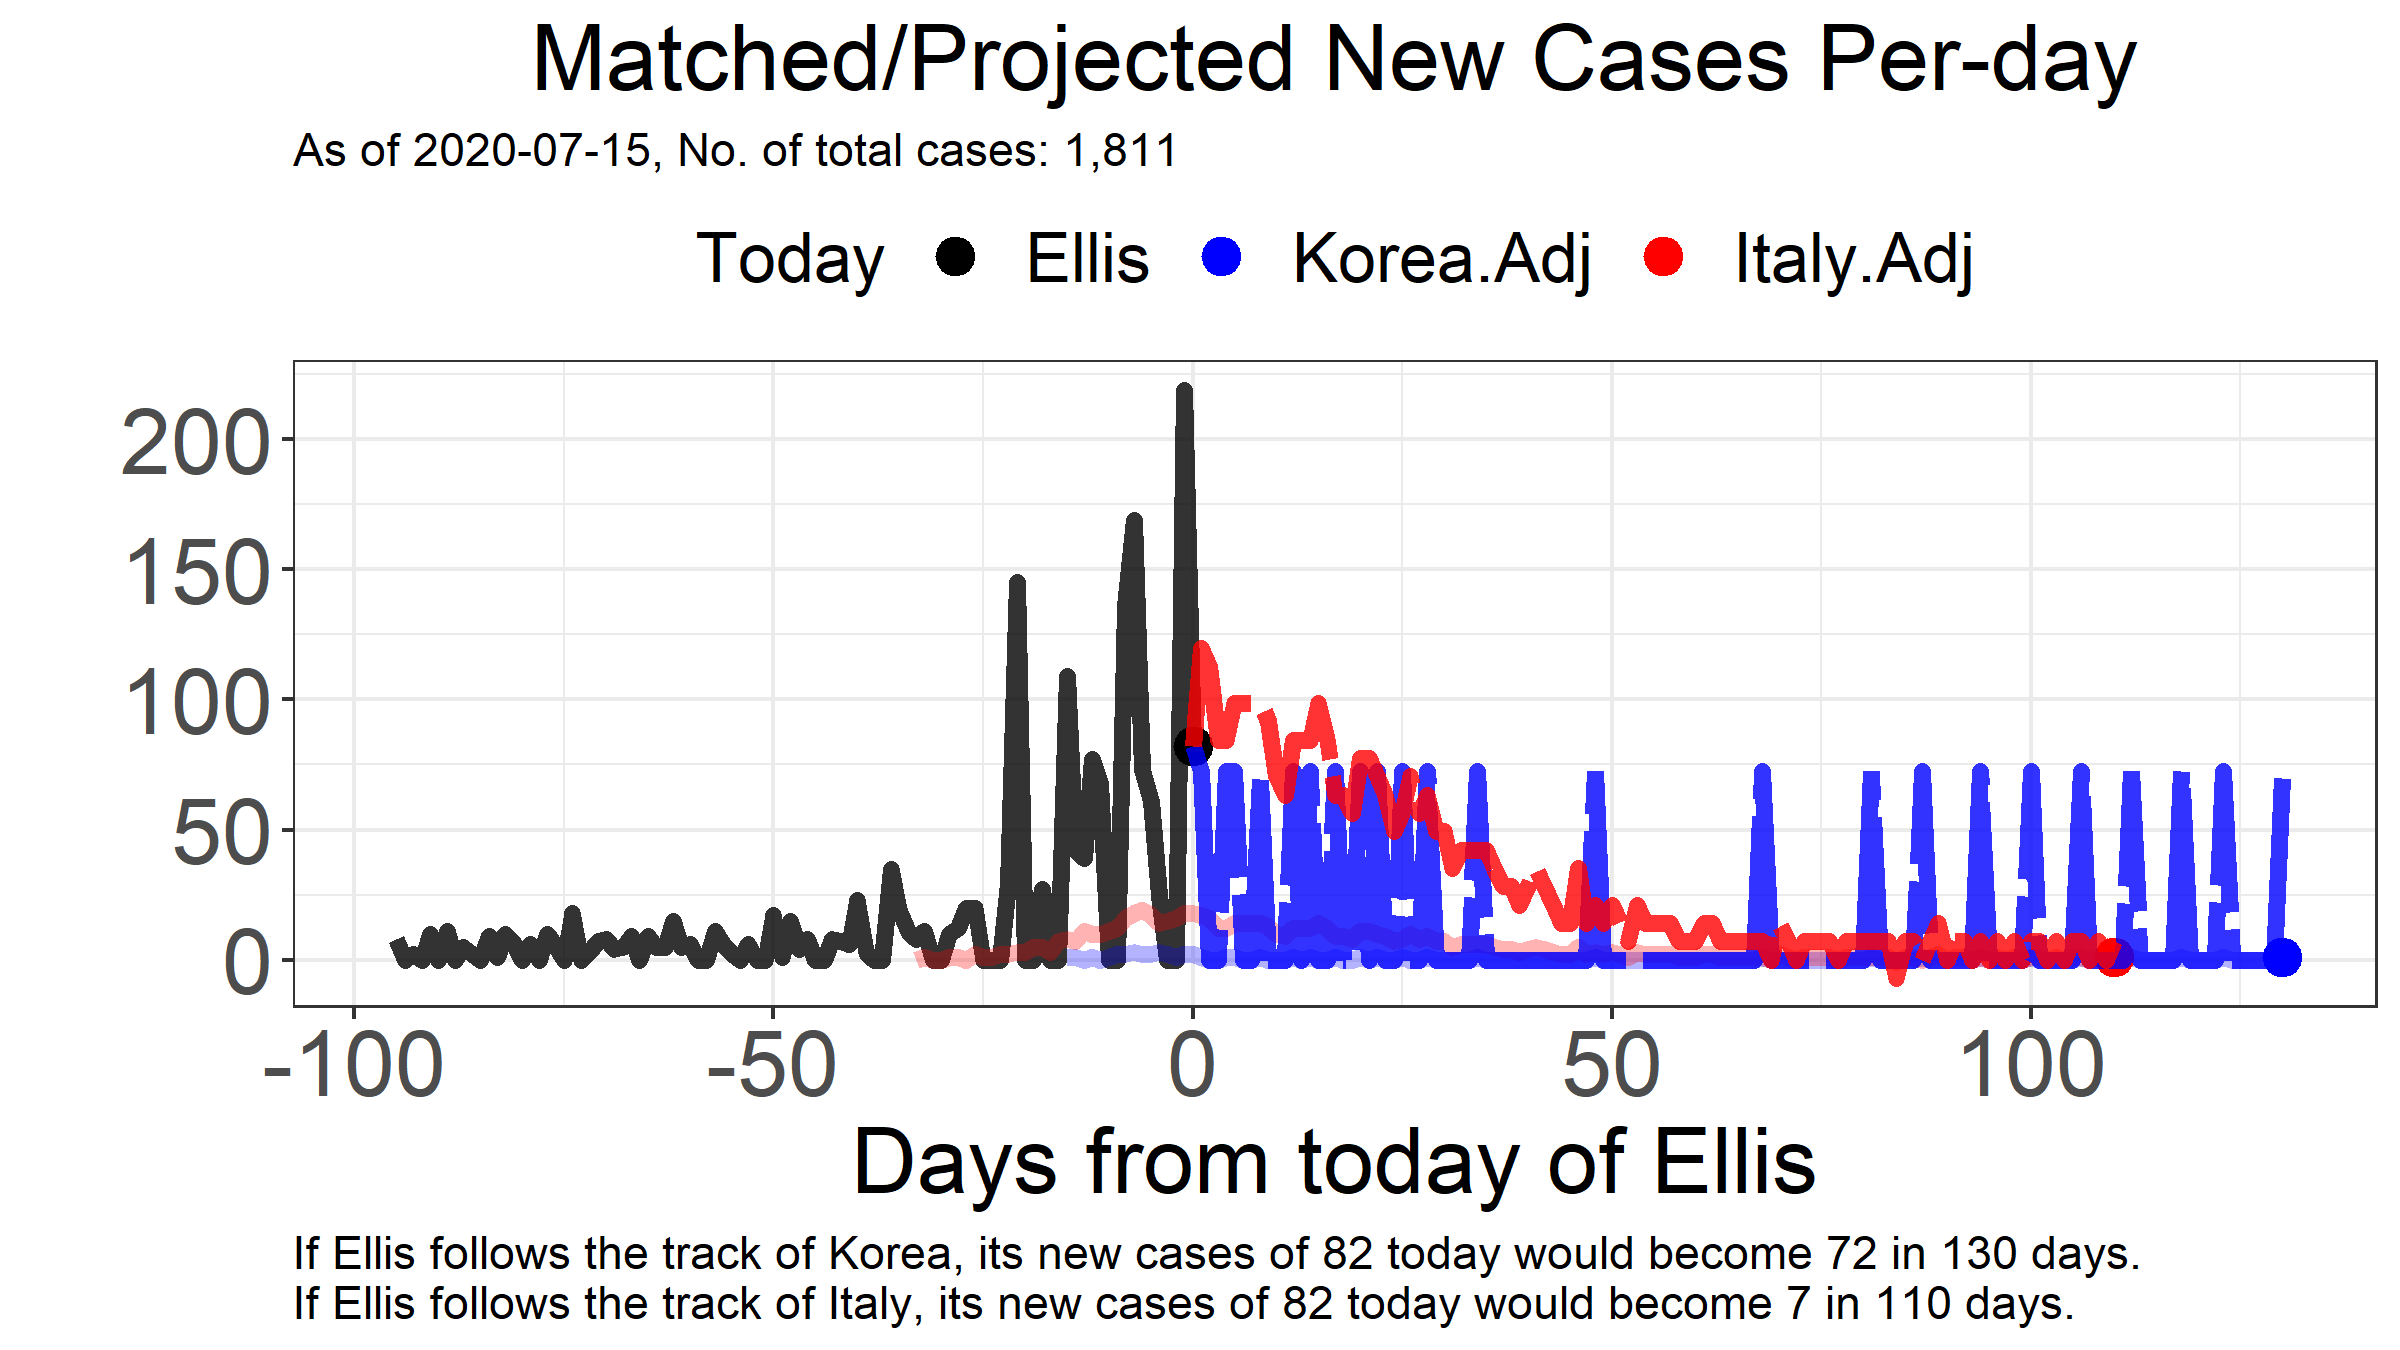 Matched/Projected New Cases Per-day
As of 2020-07-15, No. of total cases: 1,811
Today Ellis Korea.Adj Italy.Adj
200
150
100
50
0
-100 -50 0 50 100
Days from today of Ellis
If Ellis follows the track of Korea, its new cases of 82 today would become 72 in 130 days.
If Ellis follows the track of Italy, its new cases of 82 today would become 7 in 110 days.